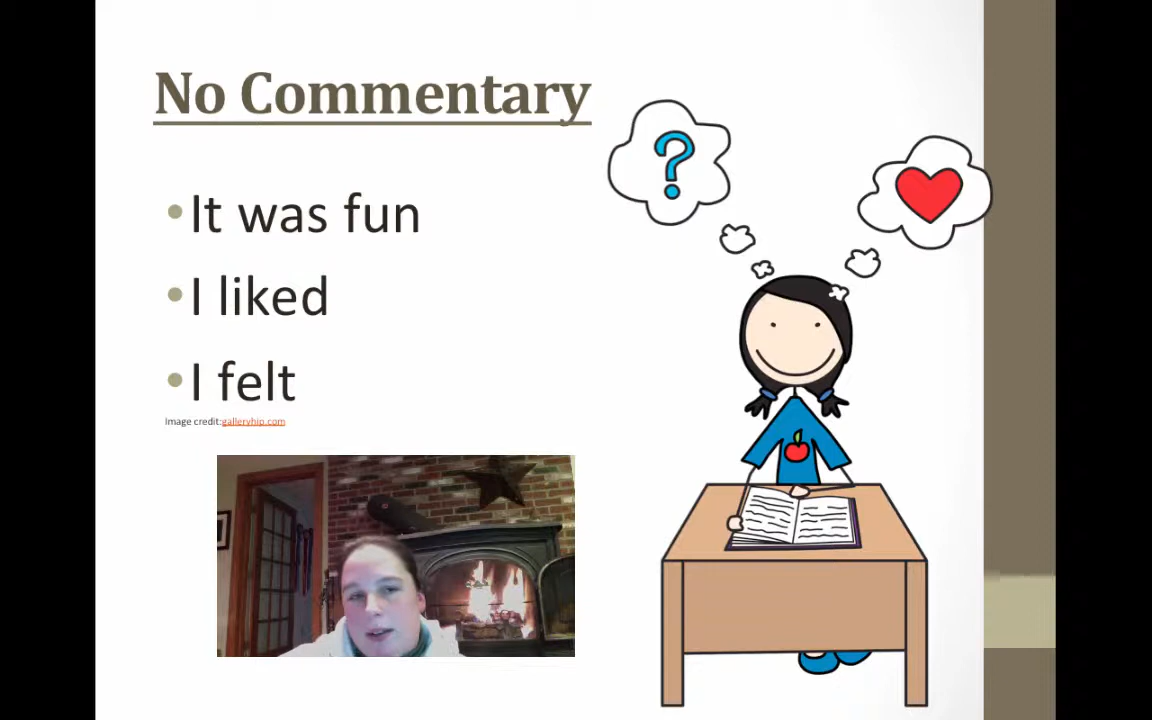 No Commentary
•It was fun
•I liked
•I felt
Image credit:galleryhip.com
?